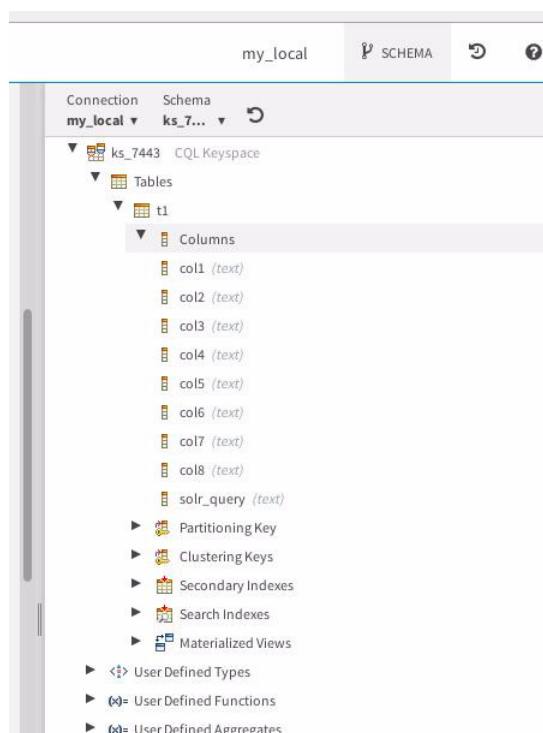 my_local SCHEMA
Connection Schema
my_local ks_7...
ks_7443 CQL Keyspace
Tables
t1
Columns
col1 (text)
col2 (text)
col3 (text)
col4 (text)
col5 (text)
col6 (text)
col7 (text)
col8 (text)
solr_query (text)
Partitioning Key
Clustering Keys
Secondary Indexes
Search Indexes
Materialized Views
User Defined Types
(x)= User Defined Functions
(x)= User Defined Aggregates